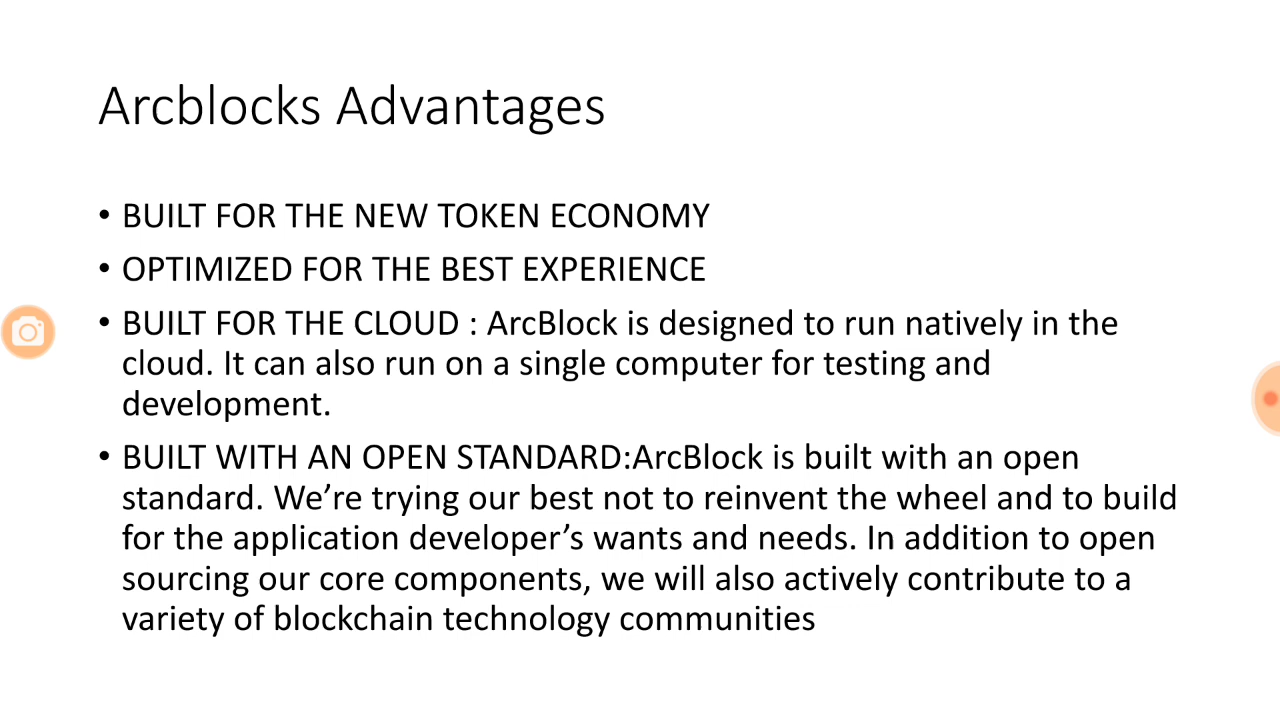 Arcblocks Advantages
• BUILT FOR THE NEW TOKEN ECONOMY
• OPTIMIZED FOR THE BEST EXPERIENCE
• BUILT FOR THE CLOUD : ArcBlock is designed to run natively in the
cloud. It can also run on a single computer for testing and
development.
• BUILT WITH AN OPEN STANDARD:ArcBlock is built with an open
standard. We’re trying our best not to reinvent the wheel and to build
for the application developer’s wants and needs. In addition to open
sourcing our core components, we will also actively contribute to a
variety of blockchain technology communities